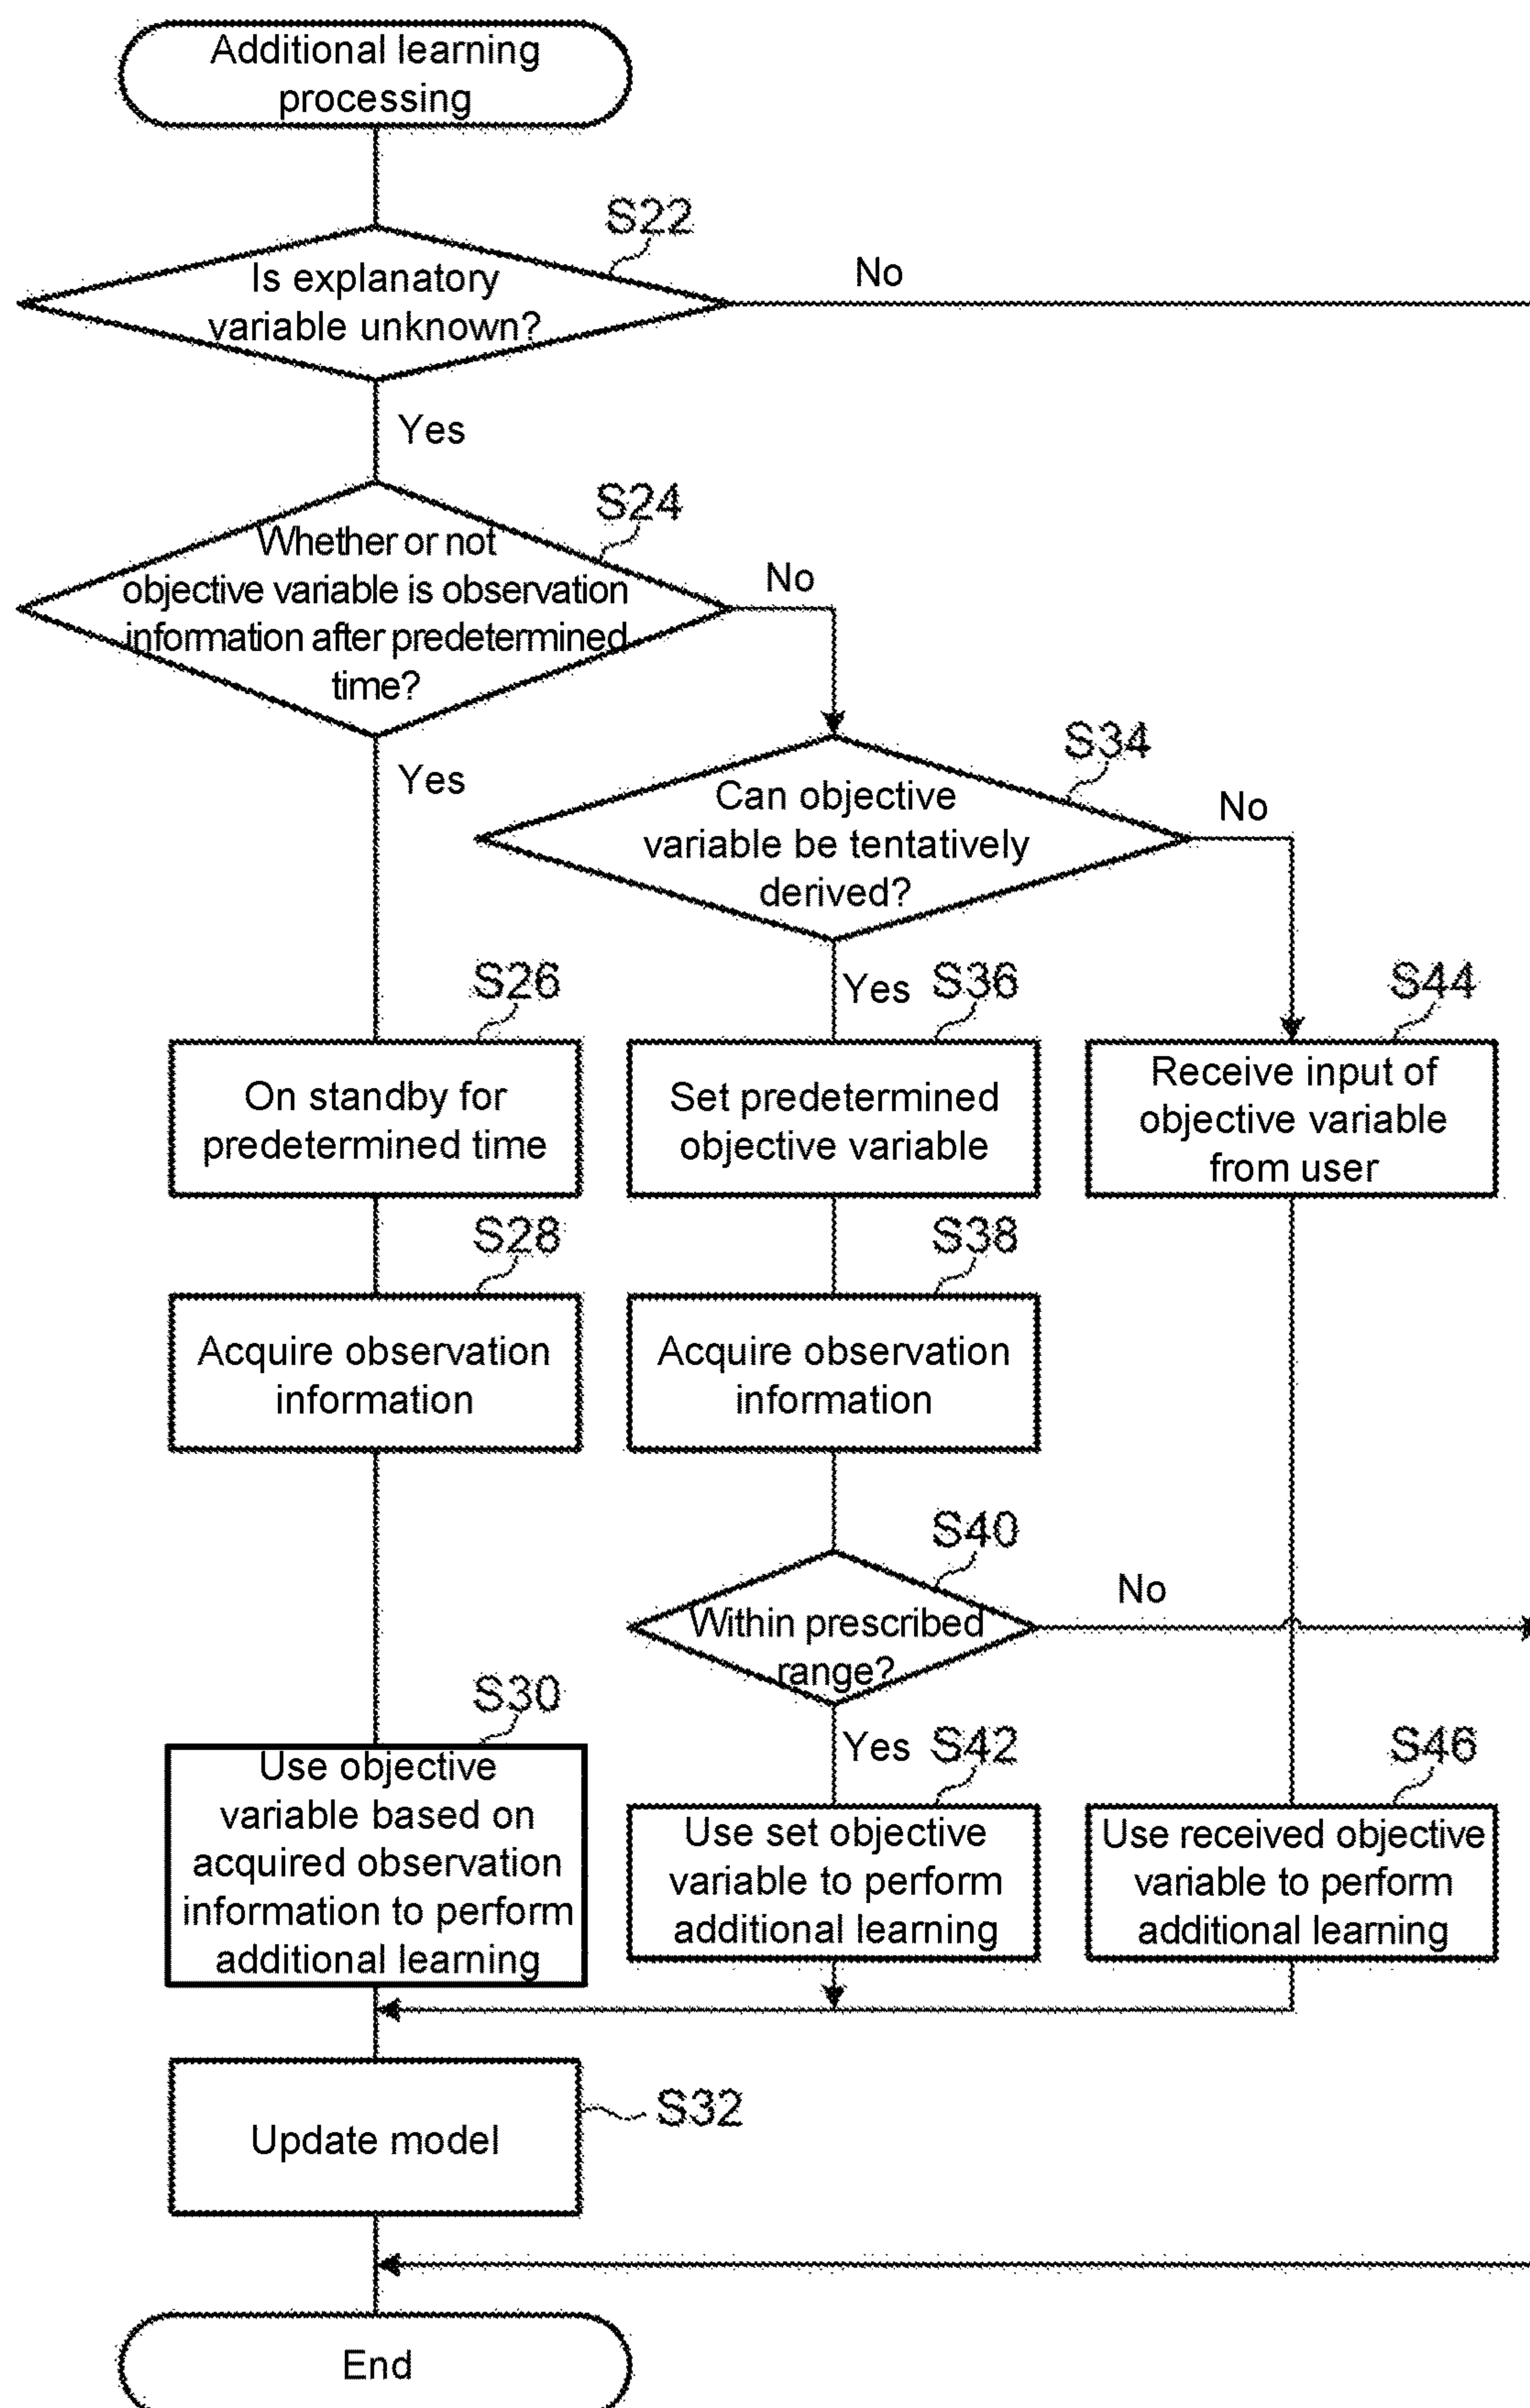 Additional learning
processing
S22
Is explanatory
variable unknown?
No
Yes
S24
Whether or not
objective variable is observation
information after predetermined
time?
No
Yes
S34
Can objective
variable be tentatively
derived?
No
Yes
S26
On standby for
predetermined time
S36
Set predetermined
objective variable
S44
Receive input of
objective variable
from user
S28
Acquire observation
information
S38
Acquire observation
information
S40
Within prescribed
range?
No
Yes
S30
Use objective
variable based on
acquired observation
information to perform
additional learning
S42
Use set objective
variable to perform
additional learning
S46
Use received objective
variable to perform
additional learning
S32
Update model
End